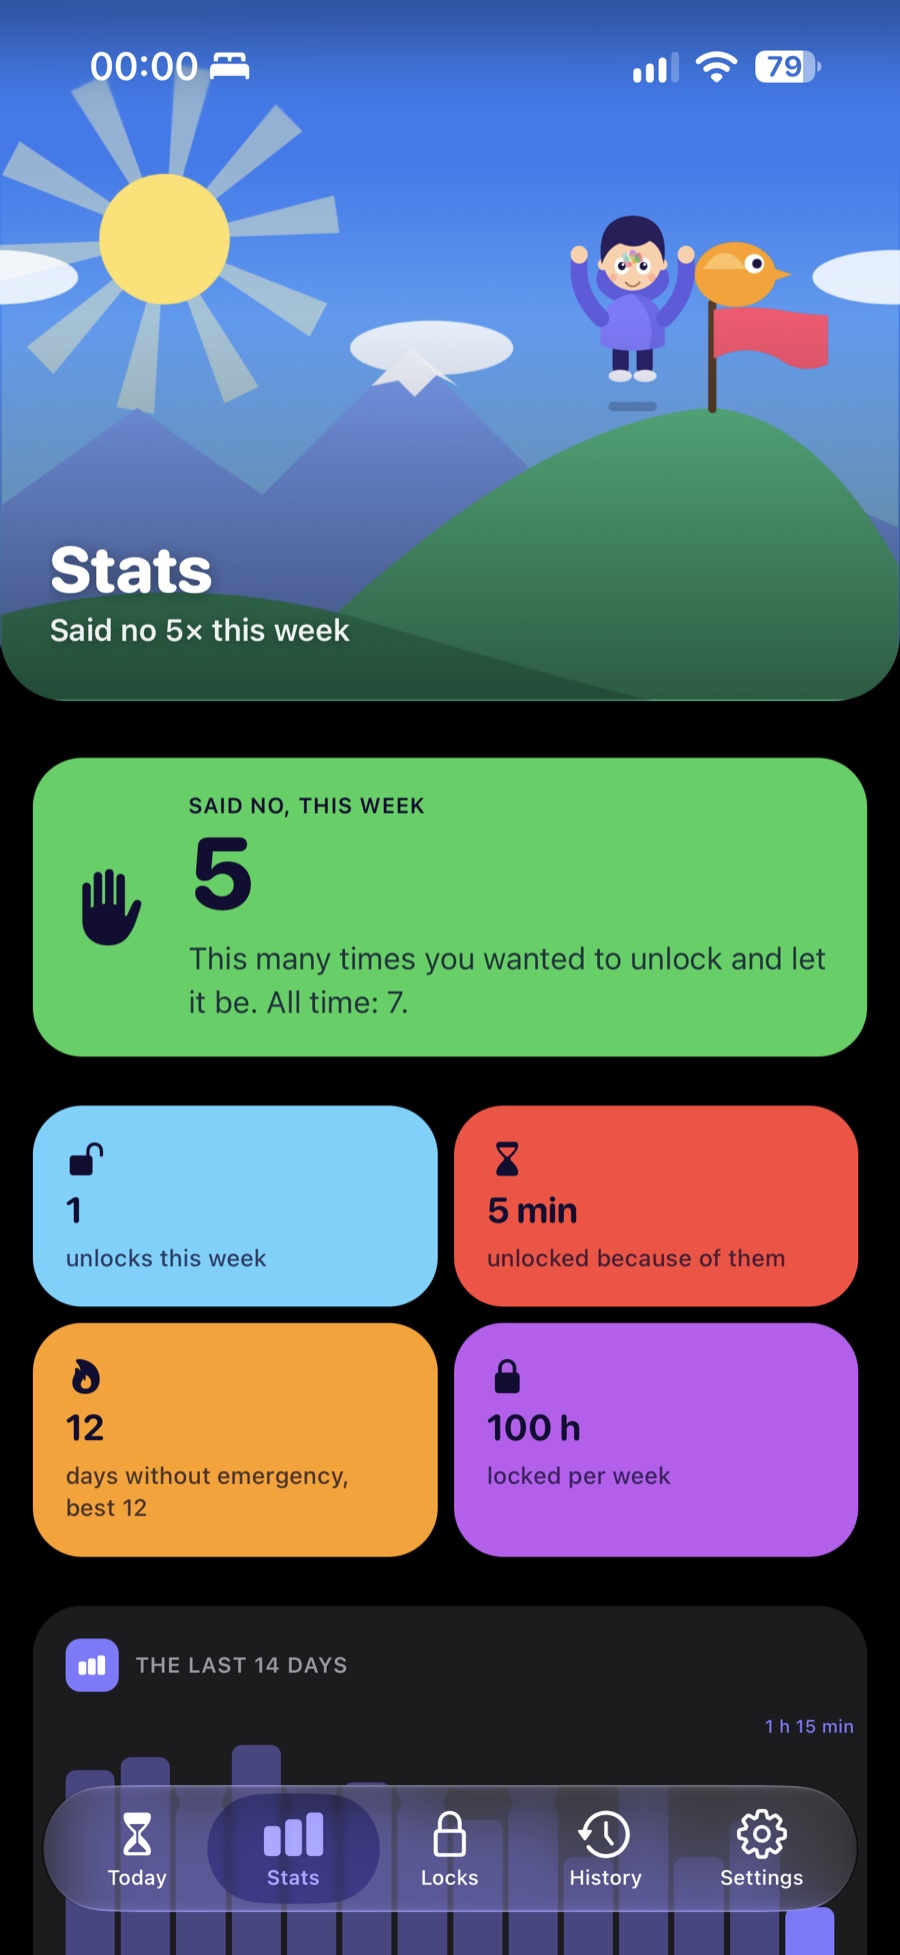 00:00
79
Stats
Said no 5× this week
SAID NO, THIS WEEK
5
This many times you wanted to unlock and let
it be. All time: 7.
1
unlocks this week
5 min
unlocked because of them
12
days without emergency,
best 12
100 h
locked per week
THE LAST 14 DAYS
1 h 15 min
Today
Stats
Locks
History
Settings